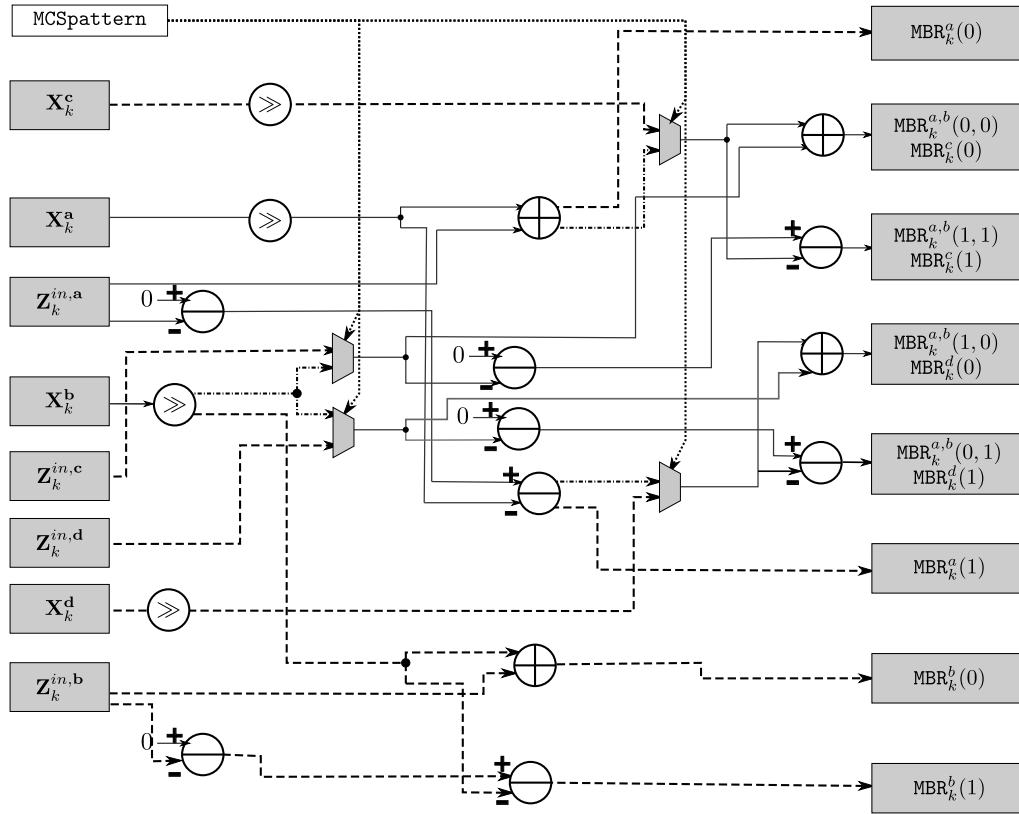 MCSpattern
X_k^c
≫
X_k^a
≫
Z_k^{in,a}
0
+
-
X_k^b
≫
Z_k^{in,c}
Z_k^{in,d}
X_k^d
≫
Z_k^{in,b}
0
+
-
0
+
-
0
+
-
+
-
+
-
+
-
+
-
MBR_k^a(0)
MBR_k^{a,b}(0,0)
MBR_k^c(0)
MBR_k^{a,b}(1,1)
MBR_k^c(1)
MBR_k^{a,b}(1,0)
MBR_k^d(0)
MBR_k^{a,b}(0,1)
MBR_k^d(1)
MBR_k^a(1)
MBR_k^b(0)
MBR_k^b(1)